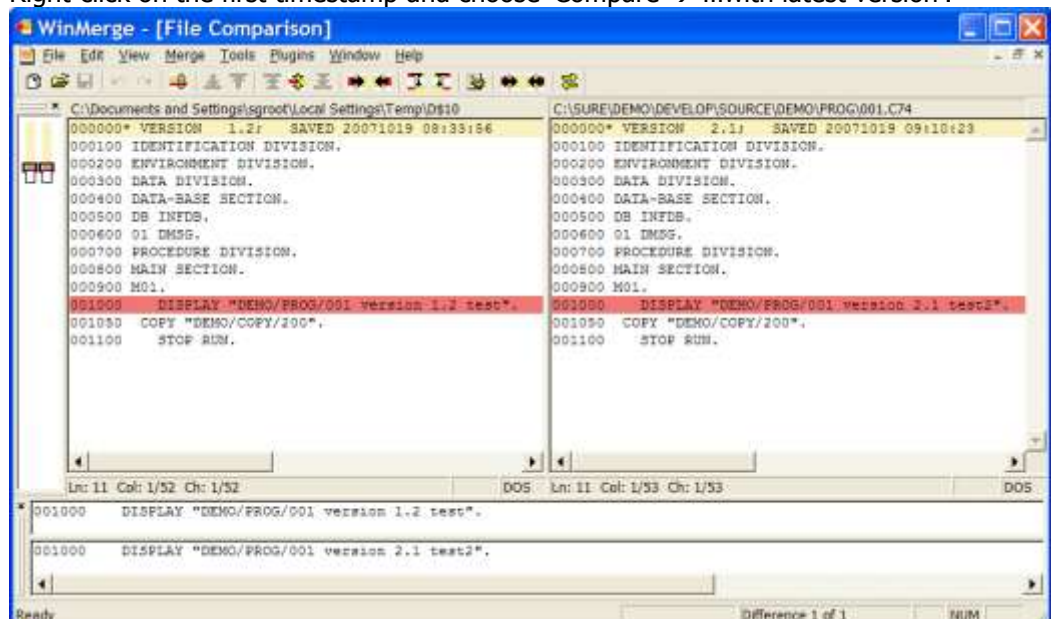 Right click on the first timestamp and choose 'Compare → ...with latest version'.
WinMerge - [File Comparison]
File Edit View Merge Tools Plugins Window Help
C:\Documents and Settings\sgroot\Local Settings\Temp\D$10
C:\SURE\DEMO\DEVELOP\SOURCE\DEMO\PROG\001.C74
000000* VERSION 1.2; SAVED 20071019 08:33:56
000100 IDENTIFICATION DIVISION.
000200 ENVIRONMENT DIVISION.
000300 DATA DIVISION.
000400 DATA-BASE SECTION.
000500 DB INFDB.
000600 01 DMSG.
000700 PROCEDURE DIVISION.
000800 MAIN SECTION.
000900 M01.
001000 DISPLAY "DEMO/PROG/001 version 1.2 test".
001050 COPY "DEMO/COPY/200".
001100 STOP RUN.
000000* VERSION 2.1; SAVED 20071019 09:10:23
000100 IDENTIFICATION DIVISION.
000200 ENVIRONMENT DIVISION.
000300 DATA DIVISION.
000400 DATA-BASE SECTION.
000500 DB INFDB.
000600 01 DMSG.
000700 PROCEDURE DIVISION.
000800 MAIN SECTION.
000900 M01.
001000 DISPLAY "DEMO/PROG/001 version 2.1 test2".
001050 COPY "DEMO/COPY/200".
001100 STOP RUN.
Ln: 11 Col: 1/52 Ch: 1/52 DOS
Ln: 11 Col: 1/53 Ch: 1/53 DOS
001000 DISPLAY "DEMO/PROG/001 version 1.2 test".
001000 DISPLAY "DEMO/PROG/001 version 2.1 test2".
Ready Difference 1 of 1 NUM